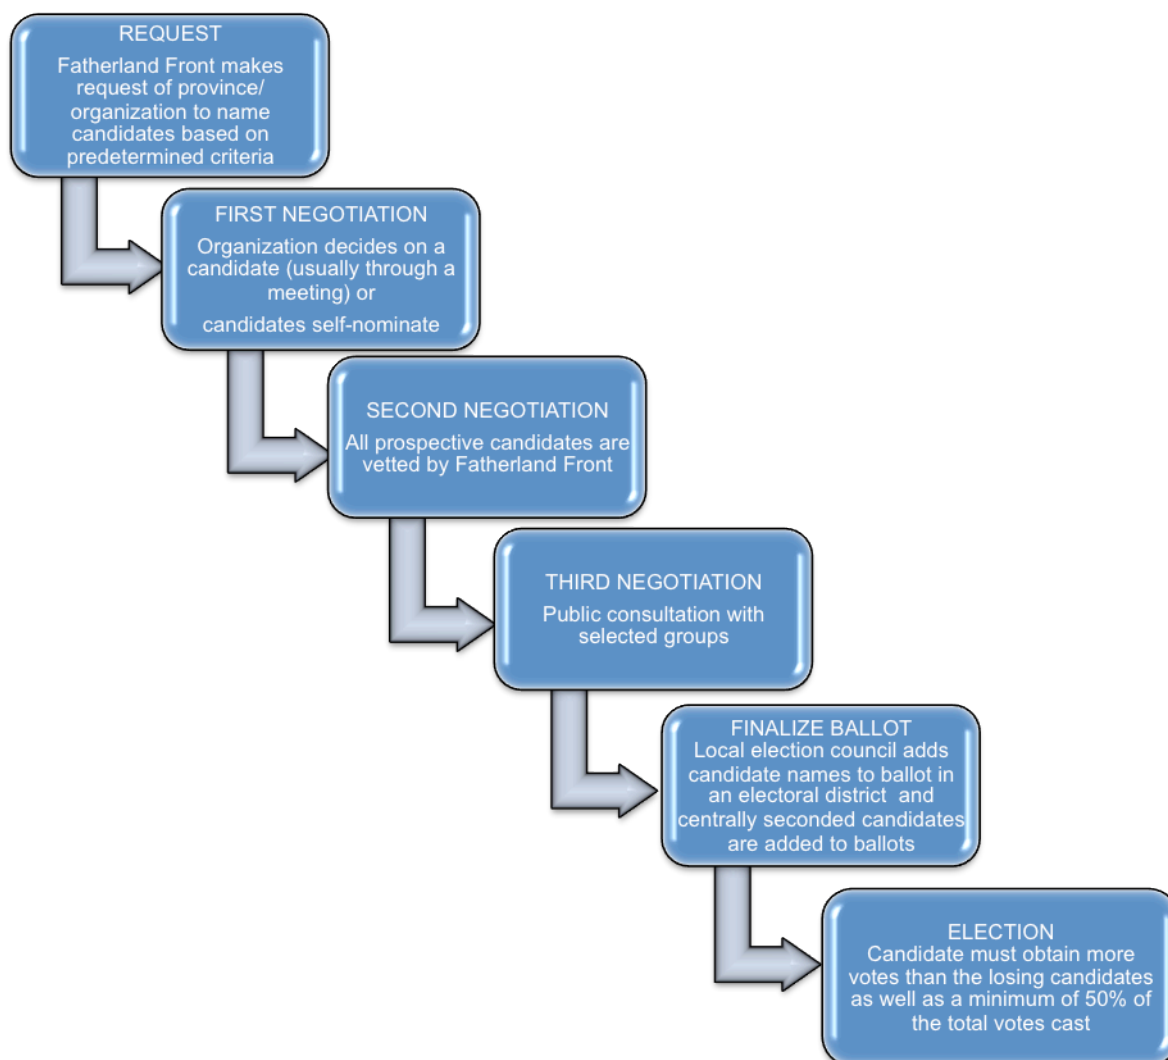 REQUEST
Fatherland Front makes
request of province/
organization to name
candidates based on
predetermined criteria
FIRST NEGOTIATION
Organization decides on a
candidate (usually through a
meeting) or
candidates self-nominate
SECOND NEGOTIATION
All prospective candidates are
vetted by Fatherland Front
THIRD NEGOTIATION
Public consultation with
selected groups
FINALIZE BALLOT
Local election council adds
candidate names to ballot in
an electoral district and
centrally seconded candidates
are added to ballots
ELECTION
Candidate must obtain more
votes than the losing candidates
as well as a minimum of 50% of
the total votes cast